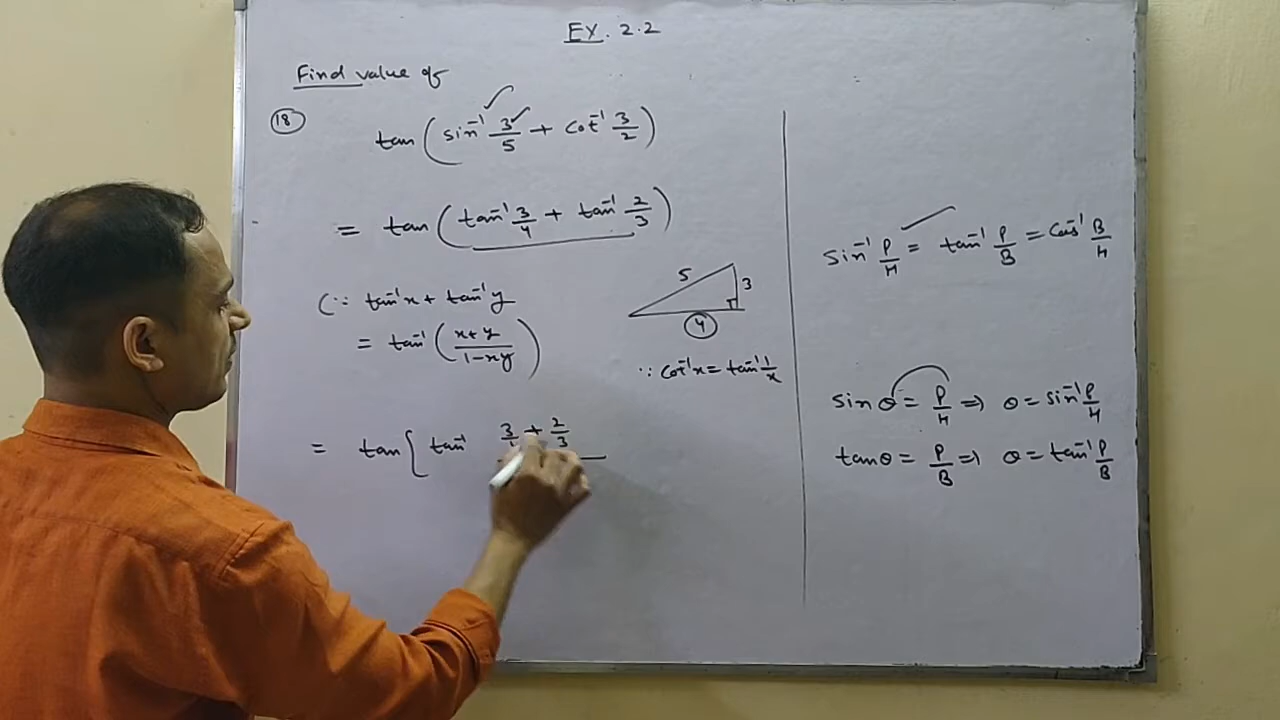 EX. 2.2
Find value of
18
tan(sin⁻¹ 3/5 + cot⁻¹ 3/2)
= tan(tan⁻¹ 3/4 + tan⁻¹ 2/3)
(∵ tan⁻¹x + tan⁻¹y
= tan⁻¹((x+y)/(1-xy))
5
3
4
∵ cot⁻¹x = tan⁻¹ 1/x
= tan{tan⁻¹ 3/ + 2/3
sin⁻¹ P/H = tan⁻¹ P/B = cos⁻¹ B/H
sin θ = P/H ⇒ θ = sin⁻¹ P/H
tan θ = P/B ⇒ θ = tan⁻¹ P/B